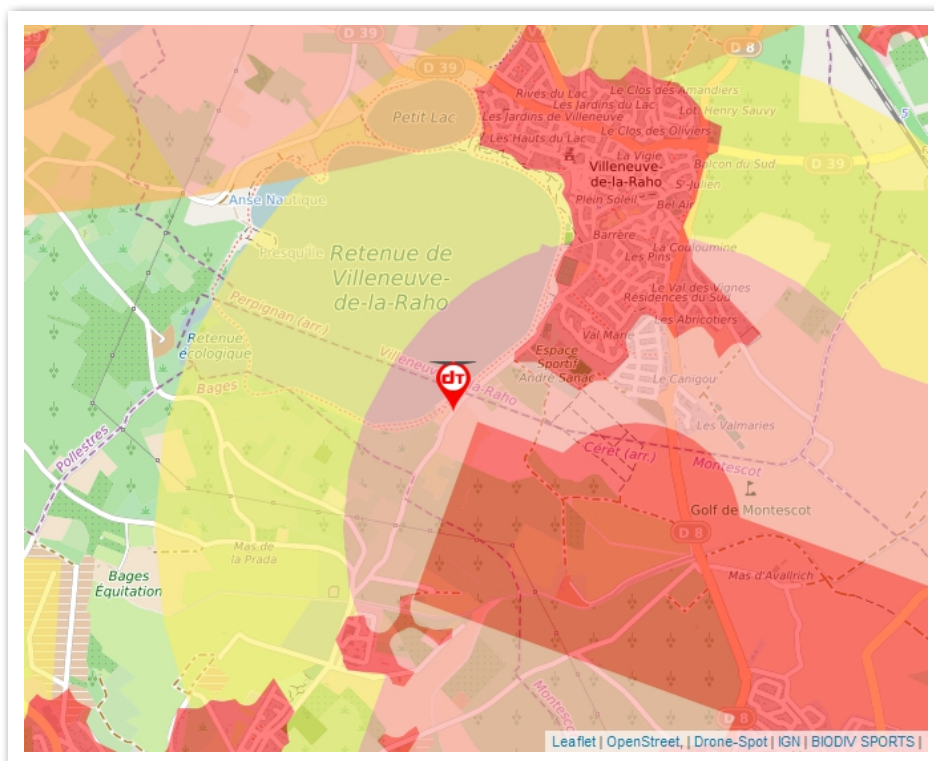 D 39
D 39
D 8
Rives du Lac
Le Clos des Amandiers
Les Jardins du Lac
Lot. Henry Sauvy
Petit Lac
Les Jardins de Villeneuve
Le Clos des Oliviers
Les Hauts du Lac
5
La Vigie
D 39
Villeneuve-
de-la-Raho
Balcon du Sud
St-Julien
Anse Nautique
Plein Soleil
Bel Air
Barrère
La Couloumine
Presqu'île
Retenue de
Villeneuve-
de-la-Raho
Les Pins
Le Val des Vignes
Résidences du Sud
Perpignan (arr.)
Les Abricotiers
Val Marie
Retenue
écologique
Villeneuve-de-la-Raho
Espace
Sportif
André Sanac
dT
Bages
Le Canigou
Les Valmaries
Pollestres
Céret (arr.)
Montescot
Golf de Montescot
D 8
Mas de
la Prada
Bages
Équitation
Mas d'Avallrich
Montescot
D 8
Leaflet | OpenStreet, | Drone-Spot | IGN | BIODIV SPORTS |